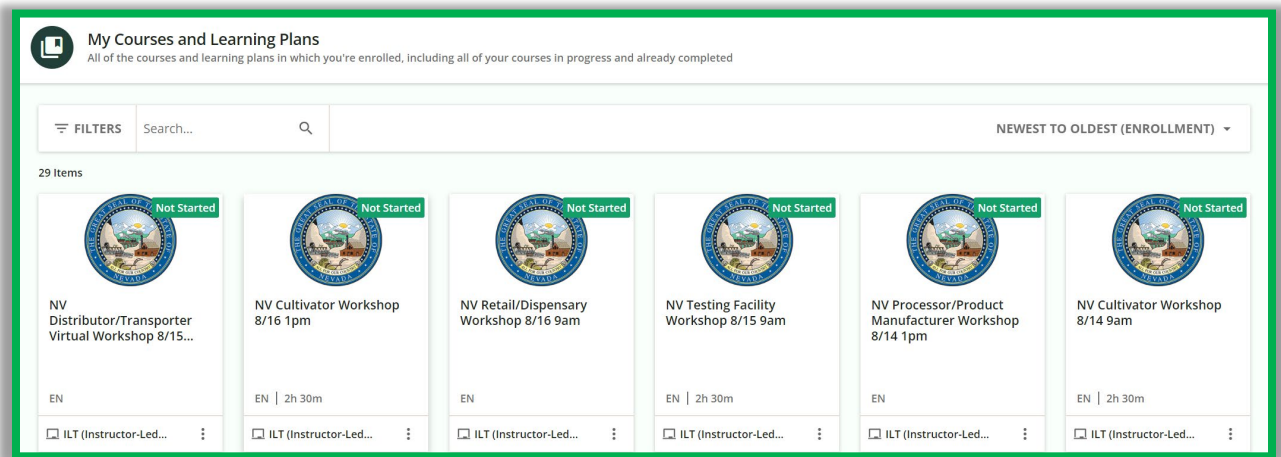 My Courses and Learning Plans
All of the courses and learning plans in which you're enrolled, including all of your courses in progress and already completed
FILTERS
Search...
NEWEST TO OLDEST (ENROLLMENT)
29 Items
Not Started
NV
Distributor/Transporter
Virtual Workshop 8/15...
EN
ILT (Instructor-Led...
Not Started
NV Cultivator Workshop
8/16 1pm
EN | 2h 30m
ILT (Instructor-Led...
Not Started
NV Retail/Dispensary
Workshop 8/16 9am
EN
ILT (Instructor-Led...
Not Started
NV Testing Facility
Workshop 8/15 9am
EN | 2h 30m
ILT (Instructor-Led...
Not Started
NV Processor/Product
Manufacturer Workshop
8/14 1pm
EN
ILT (Instructor-Led...
Not Started
NV Cultivator Workshop
8/14 9am
EN | 2h 30m
ILT (Instructor-Led...